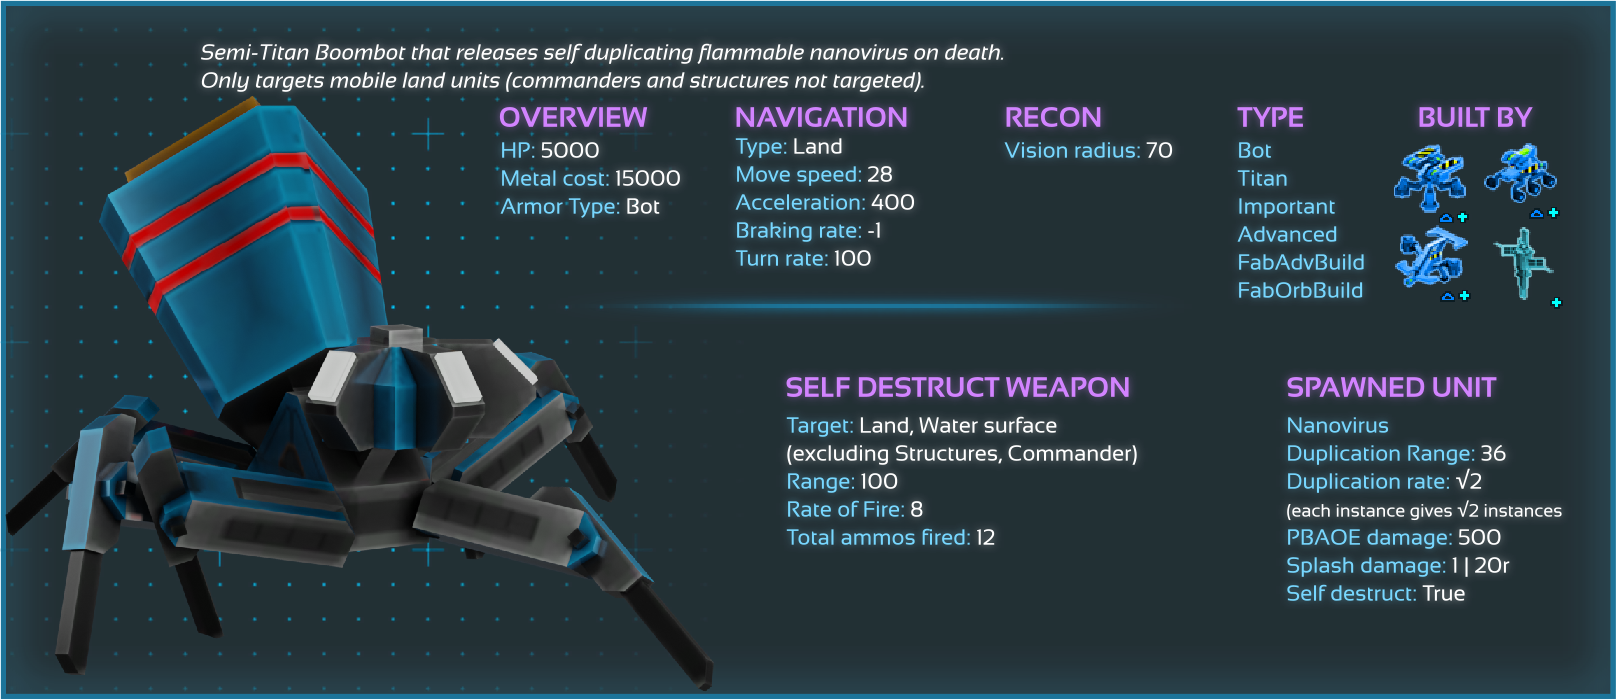 Semi-Titan Boombot that releases self duplicating flammable nanovirus on death.
Only targets mobile land units (commanders and structures not targeted).
OVERVIEW
HP: 5000
Metal cost: 15000
Armor Type: Bot
NAVIGATION
Type: Land
Move speed: 28
Acceleration: 400
Braking rate: -1
Turn rate: 100
RECON
Vision radius: 70
TYPE
Bot
Titan
Important
Advanced
FabAdvBuild
FabOrbBuild
BUILT BY
SELF DESTRUCT WEAPON
Target: Land, Water surface
(excluding Structures, Commander)
Range: 100
Rate of Fire: 8
Total ammos fired: 12
SPAWNED UNIT
Nanovirus
Duplication Range: 36
Duplication rate: √2
(each instance gives √2 instances
PBAOE damage: 500
Splash damage: 1 | 20r
Self destruct: True